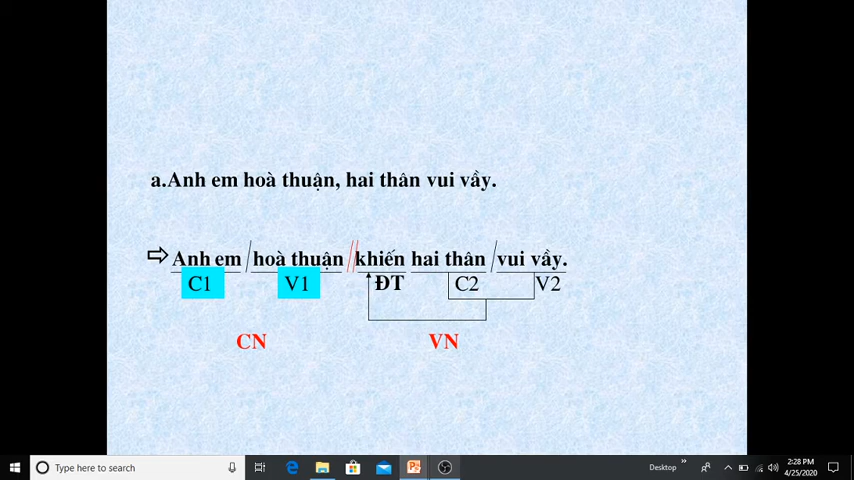 a.Anh em hoà thuận, hai thân vui vầy.
Anh em / hoà thuận // khiến hai thân / vui vầy.
C1 V1 ĐT C2 V2
CN VN
Type here to search
Desktop
2:28 PM
4/25/2020